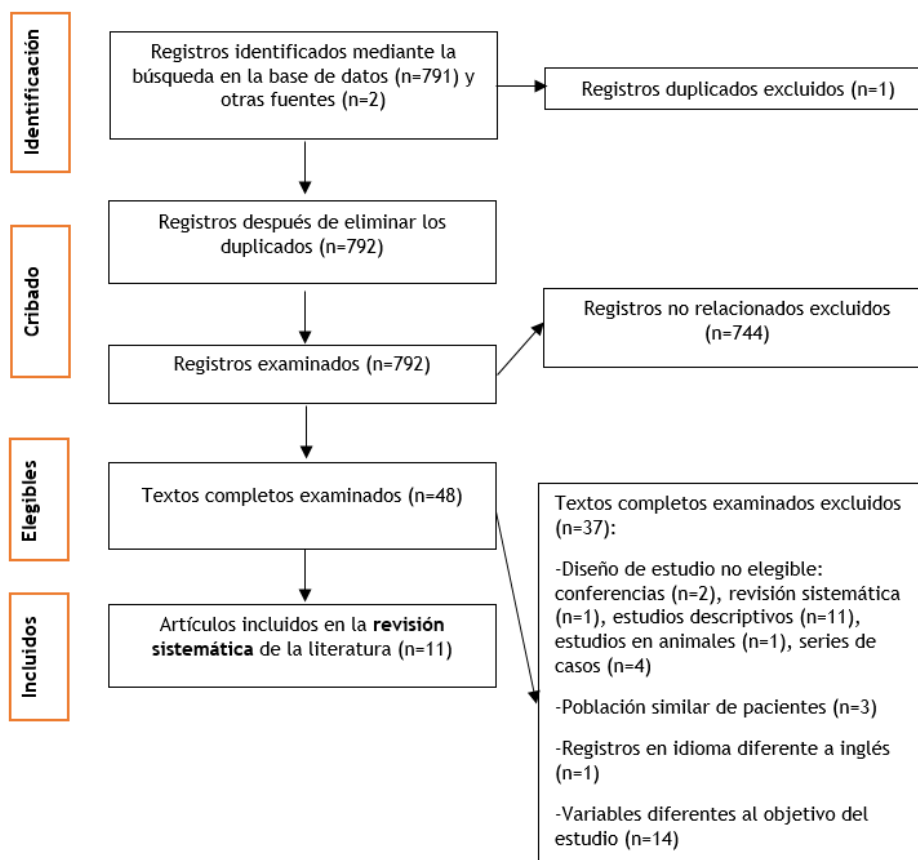 Identificación
Registros identificados mediante la
búsqueda en la base de datos (n=791) y
otras fuentes (n=2)
Registros duplicados excluidos (n=1)
Cribado
Registros después de eliminar los
duplicados (n=792)
Registros examinados (n=792)
Registros no relacionados excluidos
(n=744)
Elegibles
Textos completos examinados (n=48)
Textos completos examinados excluidos
(n=37):
-Diseño de estudio no elegible:
conferencias (n=2), revisión sistemática
(n=1), estudios descriptivos (n=11),
estudios en animales (n=1), series de
casos (n=4)
-Población similar de pacientes (n=3)
-Registros en idioma diferente a inglés
(n=1)
-Variables diferentes al objetivo del
estudio (n=14)
Incluidos
Artículos incluidos en la revisión
sistemática de la literatura (n=11)